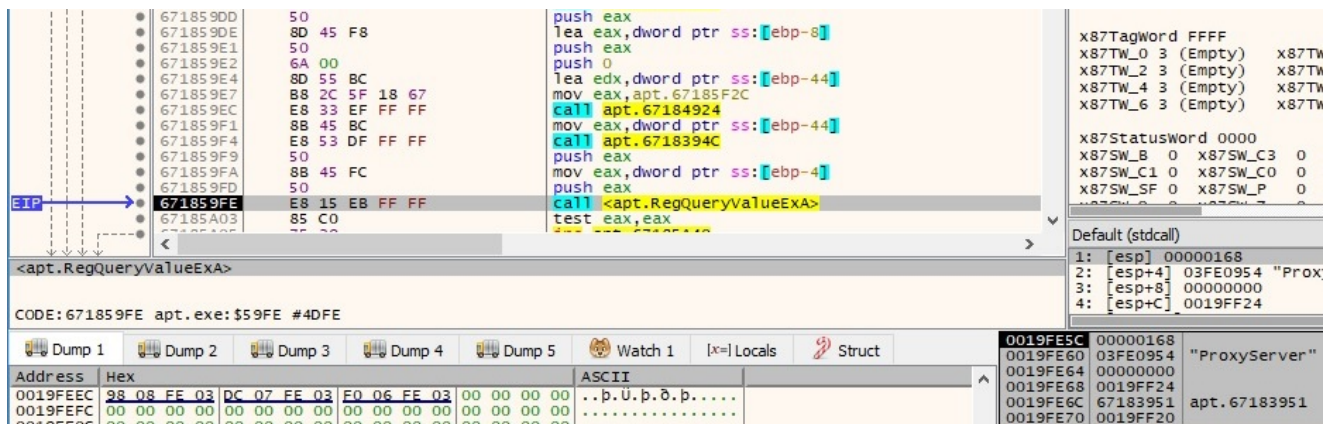 671859DD 50 push eax
671859DE 8D 45 F8 lea eax,dword ptr ss:[ebp-8]
671859E1 50 push eax
671859E2 6A 00 push 0
671859E4 8D 55 BC lea edx,dword ptr ss:[ebp-44]
671859E7 B8 2C 5F 18 67 mov eax,apt.67185F2C
671859EC E8 33 EF FF FF call apt.67184924
671859F1 8B 45 BC mov eax,dword ptr ss:[ebp-44]
671859F4 E8 53 DF FF FF call apt.6718394C
671859F9 50 push eax
671859FA 8B 45 FC mov eax,dword ptr ss:[ebp-4]
671859FD 50 push eax
EIP 671859FE E8 15 EB FF FF call <apt.RegQueryValueExA>
67185A03 85 C0 test eax,eax
<apt.RegQueryValueExA>
CODE:671859FE apt.exe:$59FE #4DFE
x87TagWord FFFF
x87TW_0 3 (Empty) x87TW
x87TW_2 3 (Empty) x87TW
x87TW_4 3 (Empty) x87TW
x87TW_6 3 (Empty) x87TW
x87StatusWord 0000
x87SW_B 0 x87SW_C3 0
x87SW_C1 0 x87SW_C0 0
x87SW_SF 0 x87SW_P 0
Default (stdcall)
1: [esp] 00000168
2: [esp+4] 03FE0954 "Prox
3: [esp+8] 00000000
4: [esp+C] 0019FF24
Dump 1 Dump 2 Dump 3 Dump 4 Dump 5 Watch 1 [x=] Locals Struct
Address Hex ASCII
0019FEEC 98 08 FE 03 DC 07 FE 03 F0 06 FE 03 00 00 00 00 ..þ.Ü.þ.ð.þ.....
0019FEFC 00 00 00 00 00 00 00 00 00 00 00 00 00 00 00 00 ................
0019FE5C 00000168
0019FE60 03FE0954 "ProxyServer"
0019FE64 00000000
0019FE68 0019FF24
0019FE6C 67183951 apt.67183951
0019FE70 0019FF20